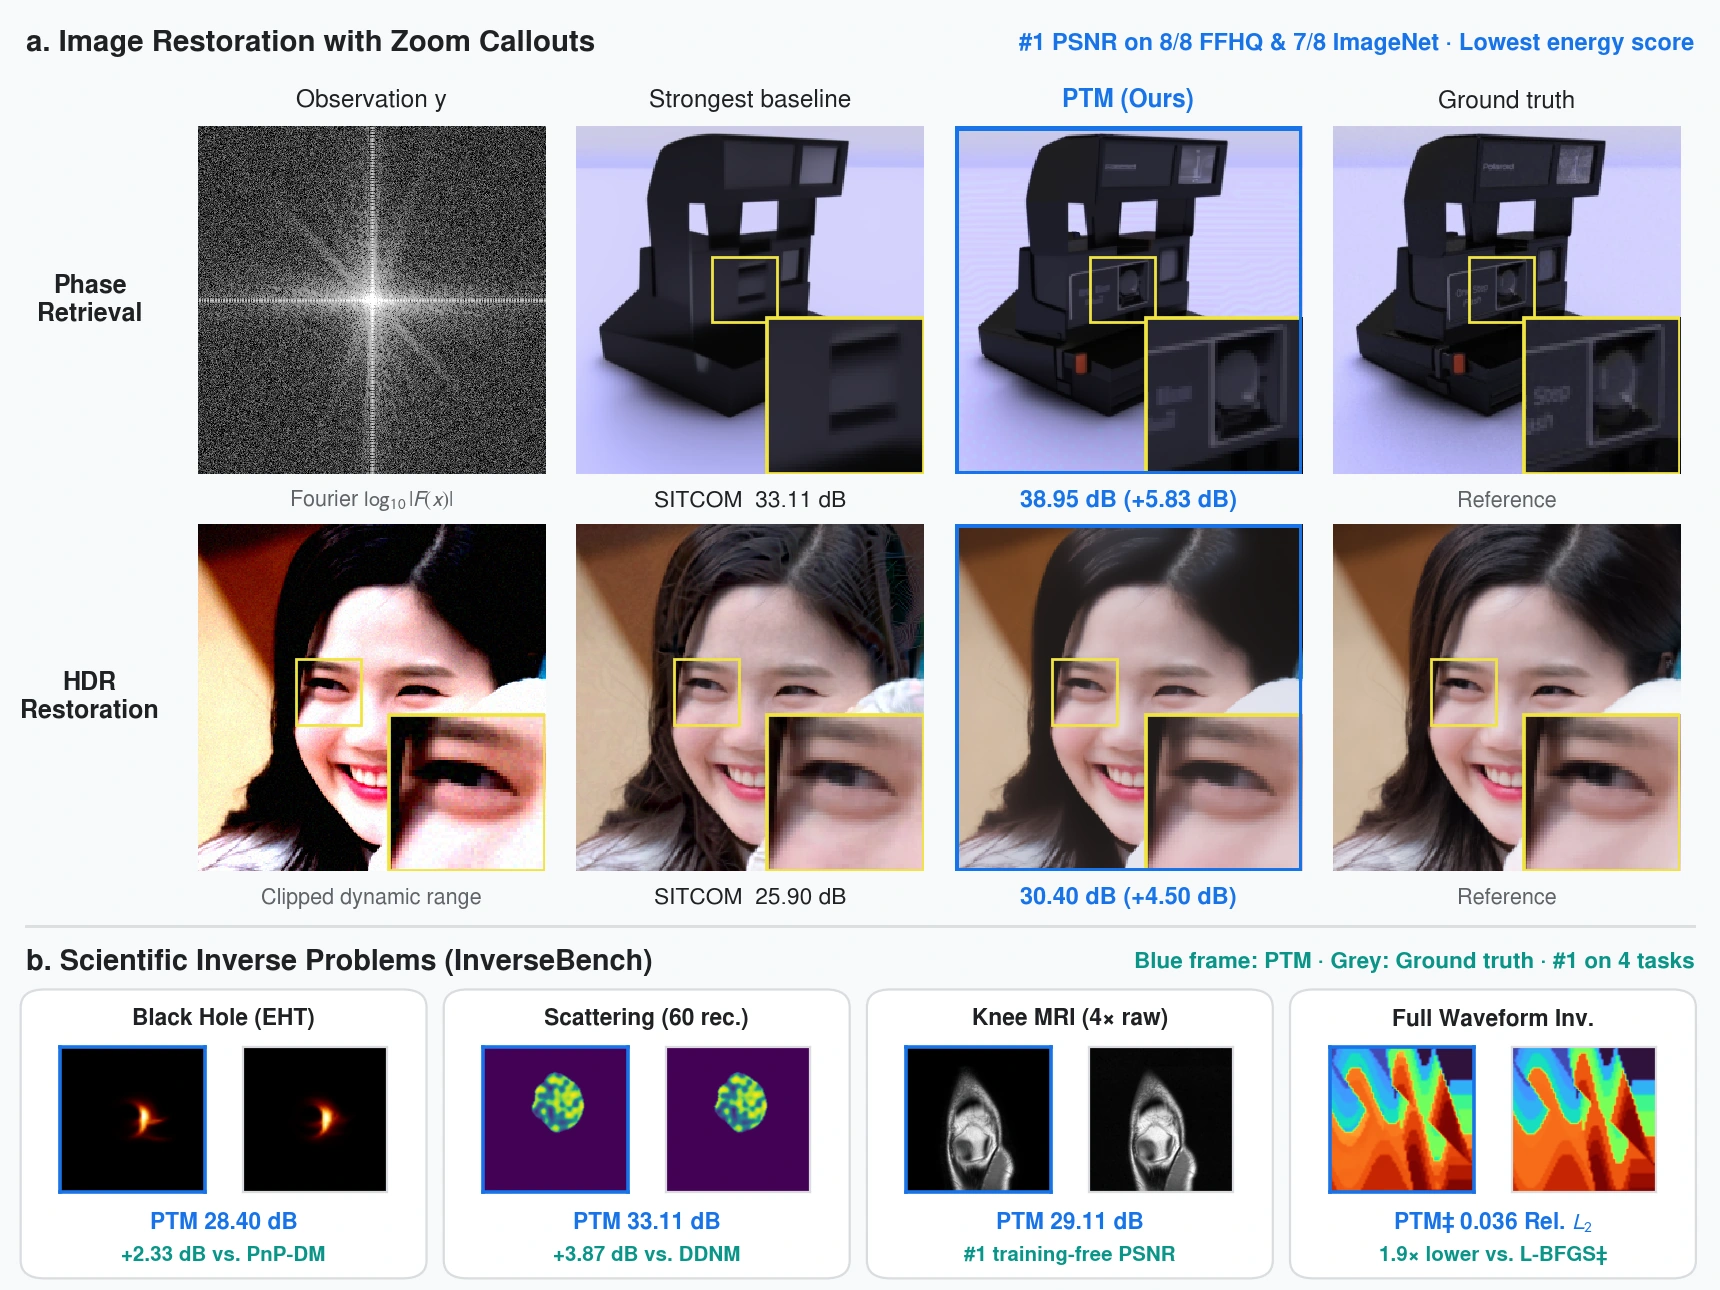 a. Image Restoration with Zoom Callouts
#1 PSNR on 8/8 FFHQ & 7/8 ImageNet · Lowest energy score
Observation y
Strongest baseline
PTM (Ours)
Ground truth
Phase
Retrieval
Polaroid
Step
Fourier log₁₀|F(x)|
SITCOM 33.11 dB
38.95 dB (+5.83 dB)
Reference
HDR
Restoration
Clipped dynamic range
SITCOM 25.90 dB
30.40 dB (+4.50 dB)
Reference
b. Scientific Inverse Problems (InverseBench)
Blue frame: PTM · Grey: Ground truth · #1 on 4 tasks
Black Hole (EHT)
PTM 28.40 dB
+2.33 dB vs. PnP-DM
Scattering (60 rec.)
PTM 33.11 dB
+3.87 dB vs. DDNM
Knee MRI (4× raw)
PTM 29.11 dB
#1 training-free PSNR
Full Waveform Inv.
PTM‡ 0.036 Rel. L₂
1.9× lower vs. L-BFGS‡